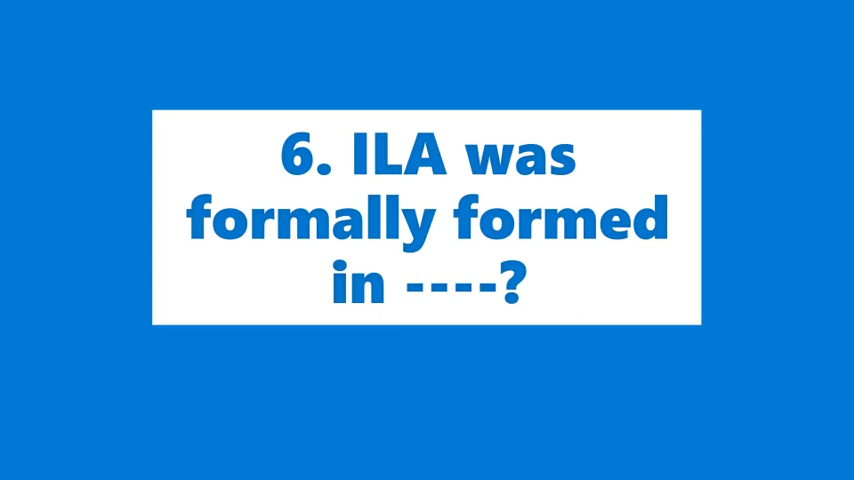 6. ILA was
formally formed
in ----?